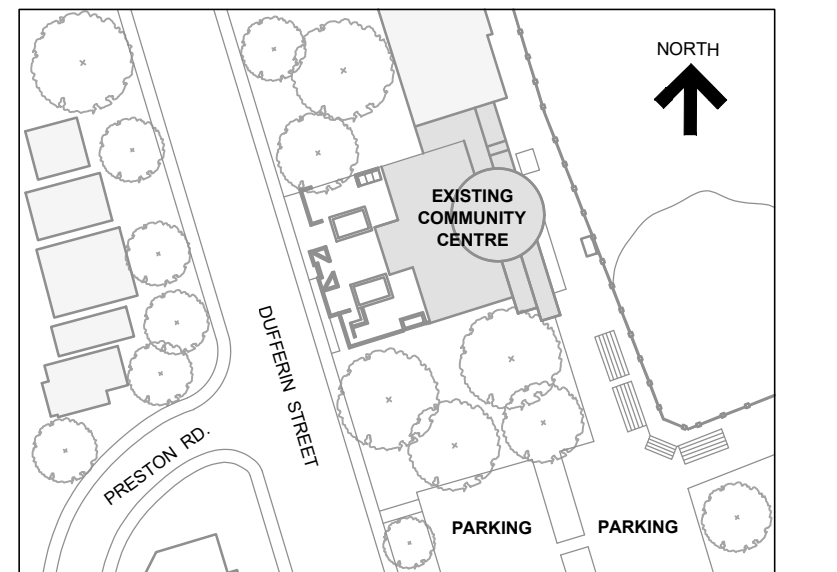 NORTH
EXISTING
COMMUNITY
CENTRE
DUFFERIN STREET
PRESTON RD.
PARKING
PARKING